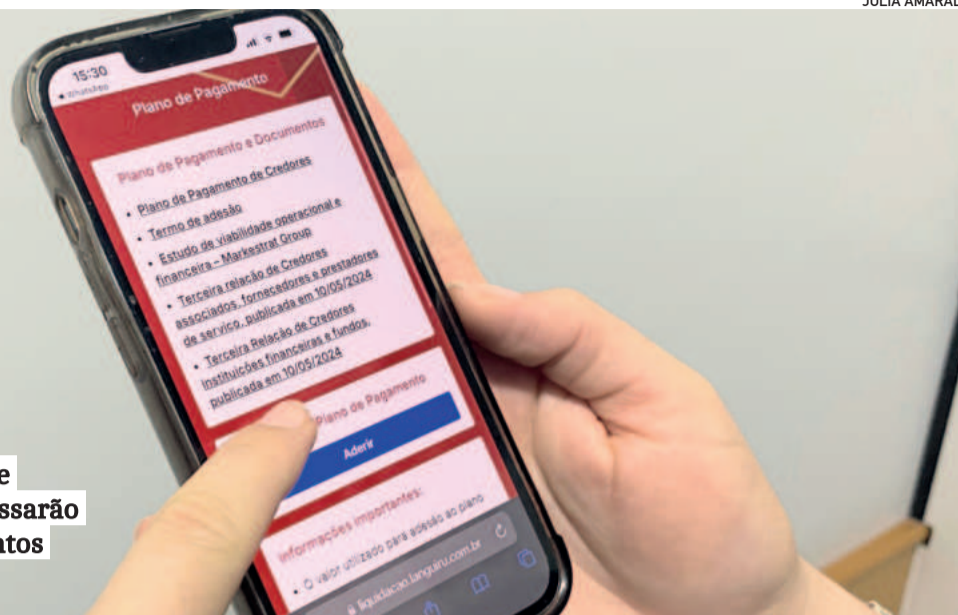 JÚLIA AMARAL
15:30
WhatsApp
Plano de Pagamento
Plano de Pagamento e Documentos
• Plano de Pagamento de Credores
• Termo de adesão
• Estudo de viabilidade operacional e
financeira – Markestrat Group
• Terceira relação de Credores
associados, fornecedores e prestadores
de serviço, publicada em 10/05/2024
• Terceira Relação de Credores
instituições financeiras e fundos,
publicada em 10/05/2024
Plano de Pagamento
Aderir
Informações importantes:
• O valor utilizado para adesão ao plano
liquidacao.languiru.com.br
e
ssarão
tos